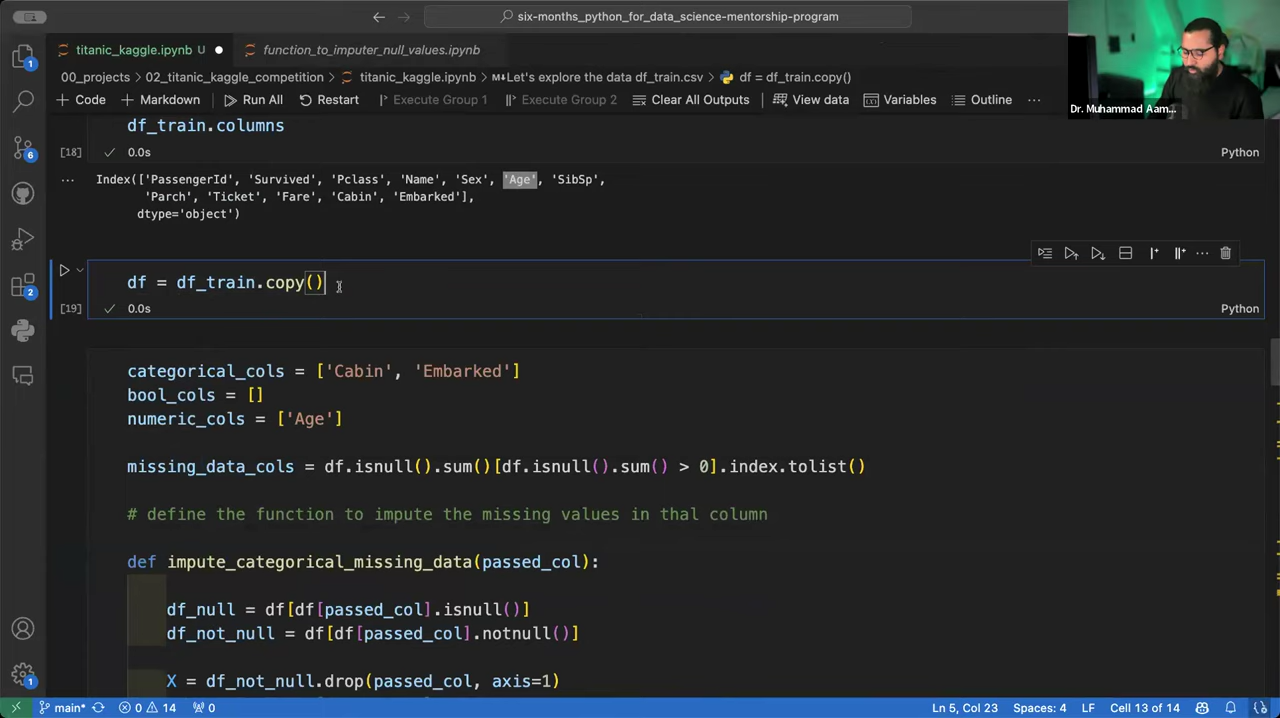 six-months_python_for_data_science-mentorship-program
titanic_kaggle.ipynb U
function_to_imputer_null_values.ipynb
00_projects > 02_titanic_kaggle_competition > titanic_kaggle.ipynb > Let's explore the data df_train.csv > df = df_train.copy()
Code Markdown Run All Restart Execute Group 1 Execute Group 2 Clear All Outputs View data Variables Outline ...
Dr. Muhammad Aam...
df_train.columns
[18] 0.0s Python
... Index(['PassengerId', 'Survived', 'Pclass', 'Name', 'Sex', 'Age', 'SibSp',
'Parch', 'Ticket', 'Fare', 'Cabin', 'Embarked'],
dtype='object')
df = df_train.copy()
[19] 0.0s Python
categorical_cols = ['Cabin', 'Embarked']
bool_cols = []
numeric_cols = ['Age']
missing_data_cols = df.isnull().sum()[df.isnull().sum() > 0].index.tolist()
# define the function to impute the missing values in thal column
def impute_categorical_missing_data(passed_col):
df_null = df[df[passed_col].isnull()]
df_not_null = df[df[passed_col].notnull()]
X = df_not_null.drop(passed_col, axis=1)
1
6
2
1
main* 0 14 0 Ln 5, Col 23 Spaces: 4 LF Cell 13 of 14